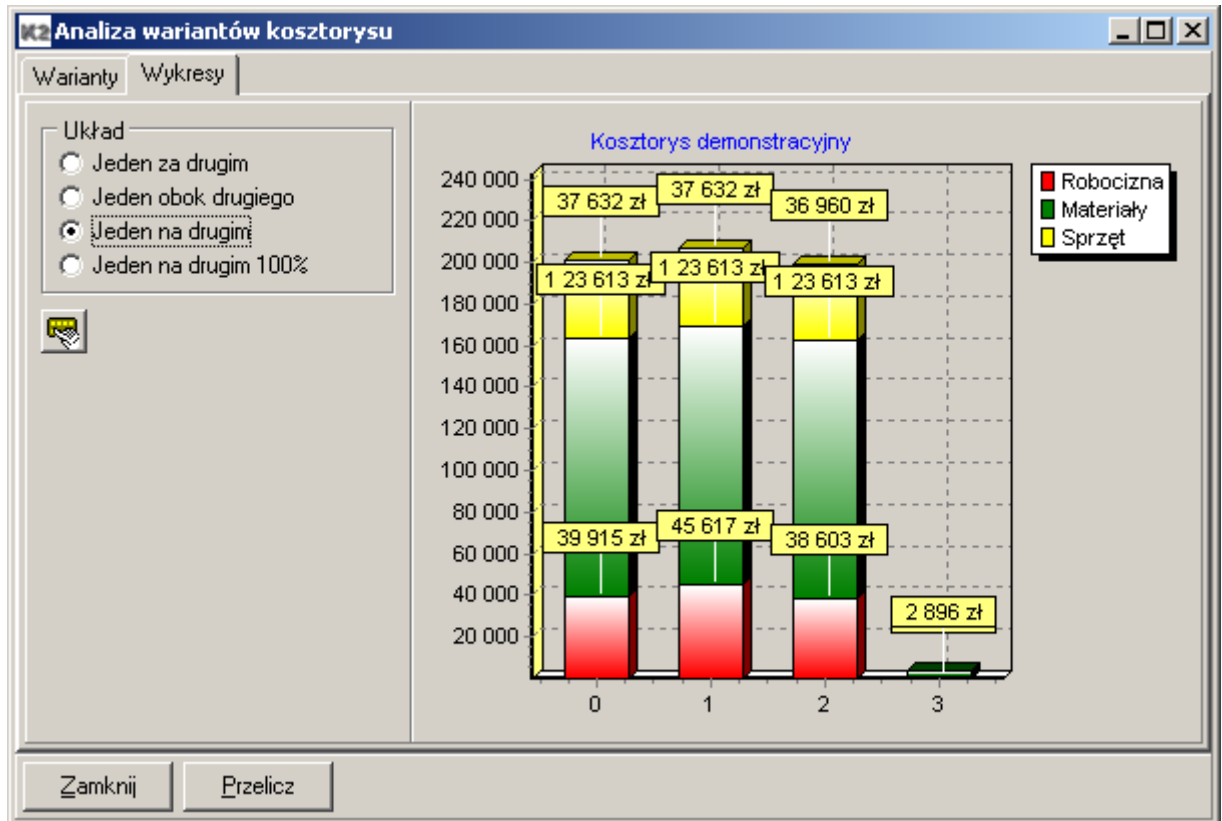 K2 Analiza wariantów kosztorysu
Warianty Wykresy
Układ
Jeden za drugim
Jeden obok drugiego
Jeden na drugim
Jeden na drugim 100%
Kosztorys demonstracyjny
240 000
220 000
200 000
180 000
160 000
140 000
120 000
100 000
80 000
60 000
40 000
20 000
37 632 zł
37 632 zł
36 960 zł
1 23 613 zł
1 23 613 zł
1 23 613 zł
39 915 zł
45 617 zł
38 603 zł
2 896 zł
0 1 2 3
Robocizna
Materiały
Sprzęt
Zamknij Przelicz